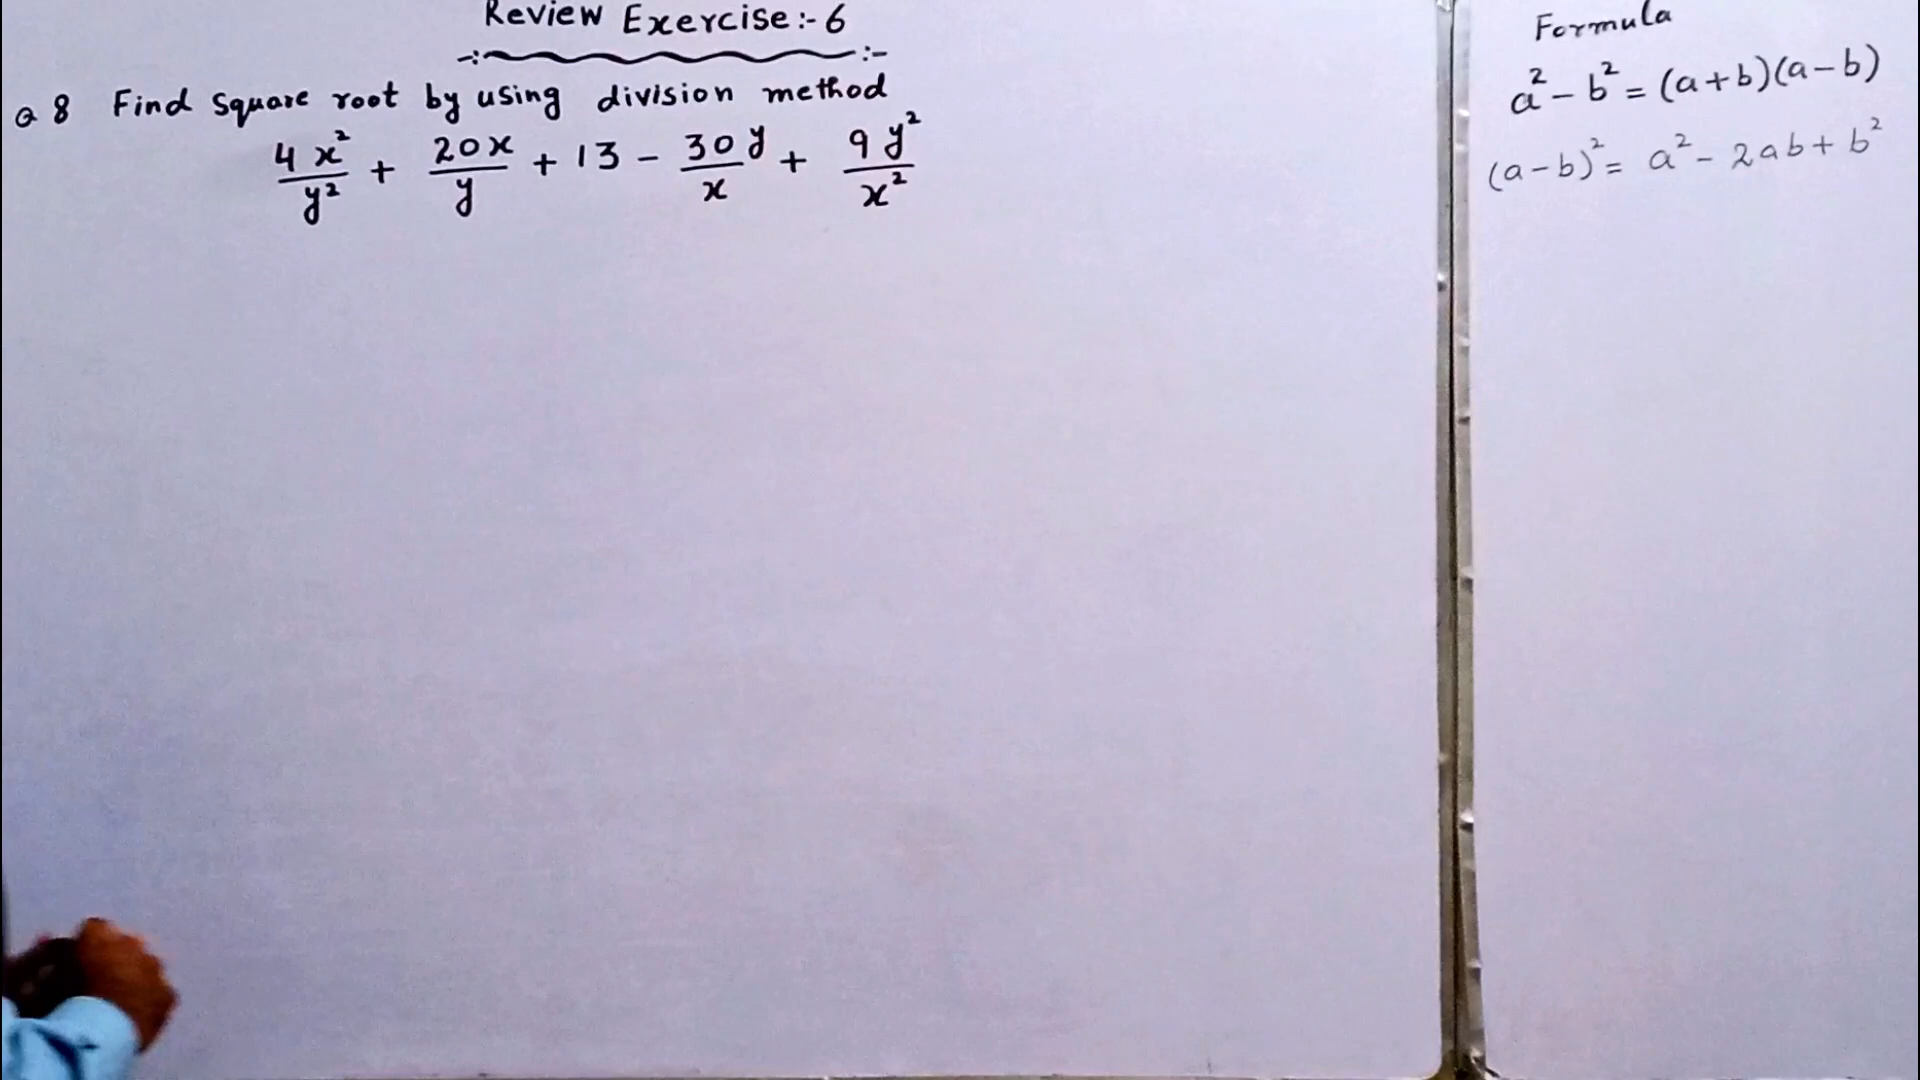 Review Exercise:- 6
Q 8 Find square root by using division method
4x²/y² + 20x/y + 13 - 30y/x + 9y²/x²
Formula
a² - b² = (a+b)(a-b)
(a-b)² = a² - 2ab + b²